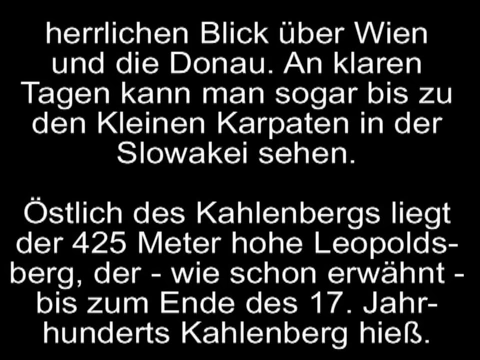 herrlichen Blick über Wien
und die Donau. An klaren
Tagen kann man sogar bis zu
den Kleinen Karpaten in der
Slowakei sehen.
Östlich des Kahlenbergs liegt
der 425 Meter hohe Leopolds-
berg, der - wie schon erwähnt -
bis zum Ende des 17. Jahr-
hunderts Kahlenberg hieß.